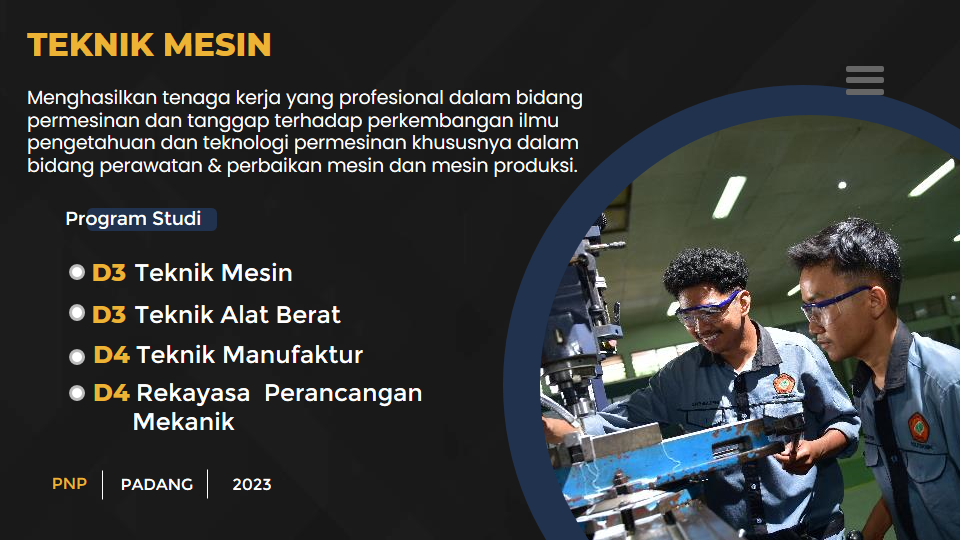 TEKNIK MESIN
Menghasilkan tenaga kerja yang profesional dalam bidang
permesinan dan tanggap terhadap perkembangan ilmu
pengetahuan dan teknologi permesinan khususnya dalam
bidang perawatan & perbaikan mesin dan mesin produksi.
Program Studi
D3 Teknik Mesin
D3 Teknik Alat Berat
D4 Teknik Manufaktur
D4 Rekayasa Perancangan
Mekanik
PNP PADANG 2023